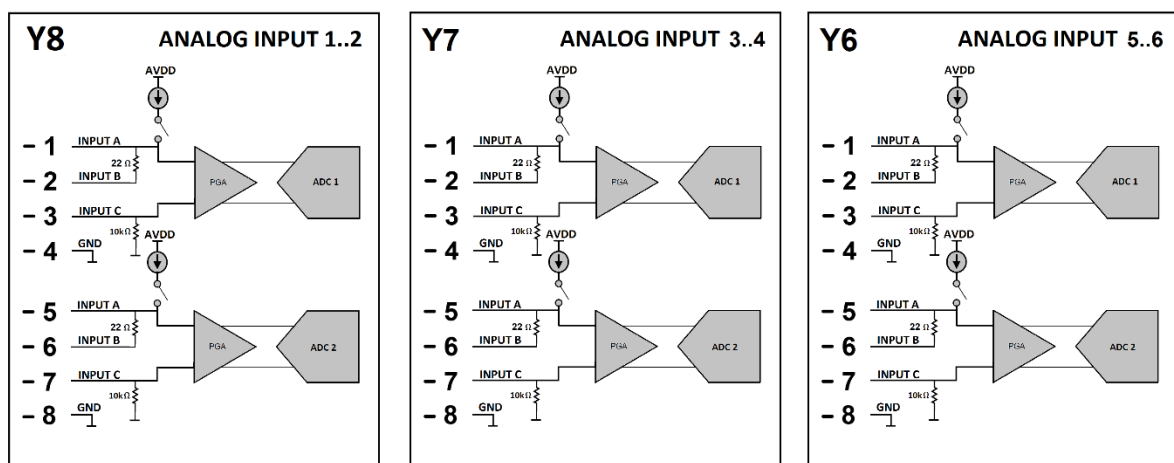 Y8 ANALOG INPUT 1..2
AVDD
- 1 INPUT A
22 Ω
- 2 INPUT B
PGA
ADC 1
- 3 INPUT C
10kΩ
- 4 GND
AVDD
- 5 INPUT A
22 Ω
- 6 INPUT B
PGA
ADC 2
- 7 INPUT C
10kΩ
- 8 GND
Y7 ANALOG INPUT 3..4
AVDD
- 1 INPUT A
22 Ω
- 2 INPUT B
PGA
ADC 1
- 3 INPUT C
10kΩ
- 4 GND
AVDD
- 5 INPUT A
22 Ω
- 6 INPUT B
PGA
ADC 2
- 7 INPUT C
10kΩ
- 8 GND
Y6 ANALOG INPUT 5..6
AVDD
- 1 INPUT A
22 Ω
- 2 INPUT B
PGA
ADC 1
- 3 INPUT C
10kΩ
- 4 GND
AVDD
- 5 INPUT A
22 Ω
- 6 INPUT B
PGA
ADC 2
- 7 INPUT C
10kΩ
- 8 GND